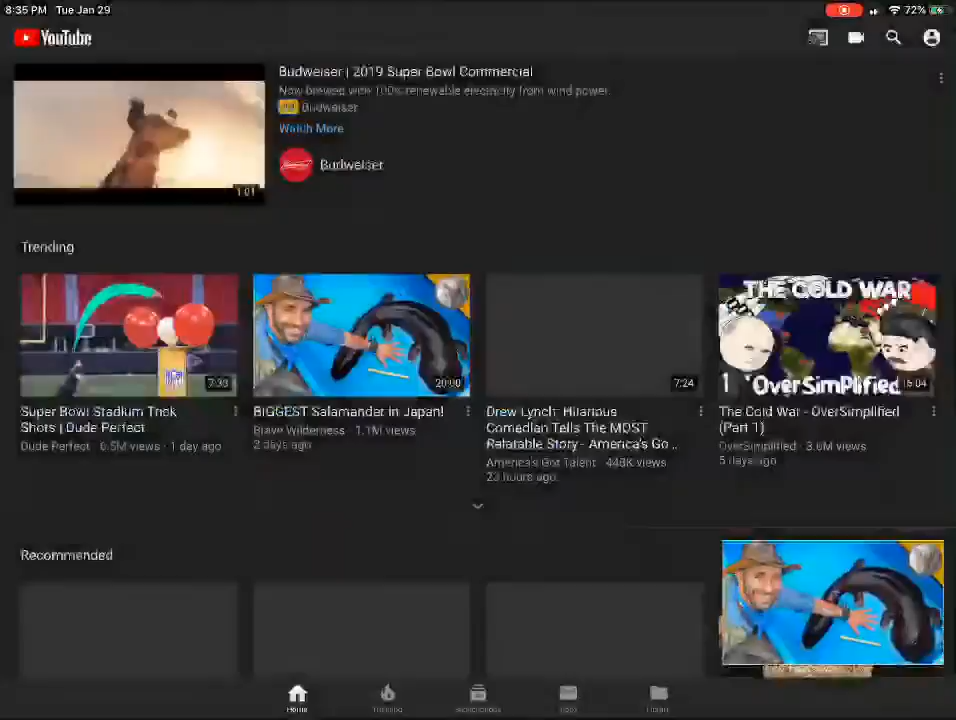 8:35 PM Tue Jan 29
72%
YouTube
Budweiser | 2019 Super Bowl Commercial
Now brewed with 100% renewable electricity from wind power.
Budweiser
Watch More
Budweiser
1:01
Trending
THE COLD WAR
OVERSIMPLIFIED
7:24
20:00
15:04
Super Bowl Stadium Trick
Shots | Dude Perfect
Dude Perfect · 6.5M views · 1 day ago
BIGGEST Salamander in Japan!
Brave Wilderness · 1.1M views
2 days ago
Drew Lynch: Hilarious
Comedian Tells The MOST
Relatable Story - America's Go...
America's Got Talent · 448K views
23 hours ago
The Cold War - OverSimplified
(Part 1)
OverSimplified · 3.6M views
5 days ago
Recommended
Home
Trending